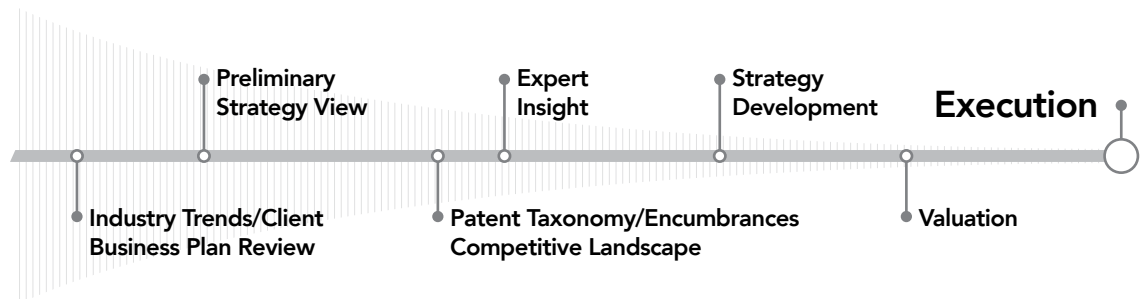 Preliminary
Strategy View
Expert
Insight
Strategy
Development
Execution
Industry Trends/Client
Business Plan Review
Patent Taxonomy/Encumbrances
Competitive Landscape
Valuation